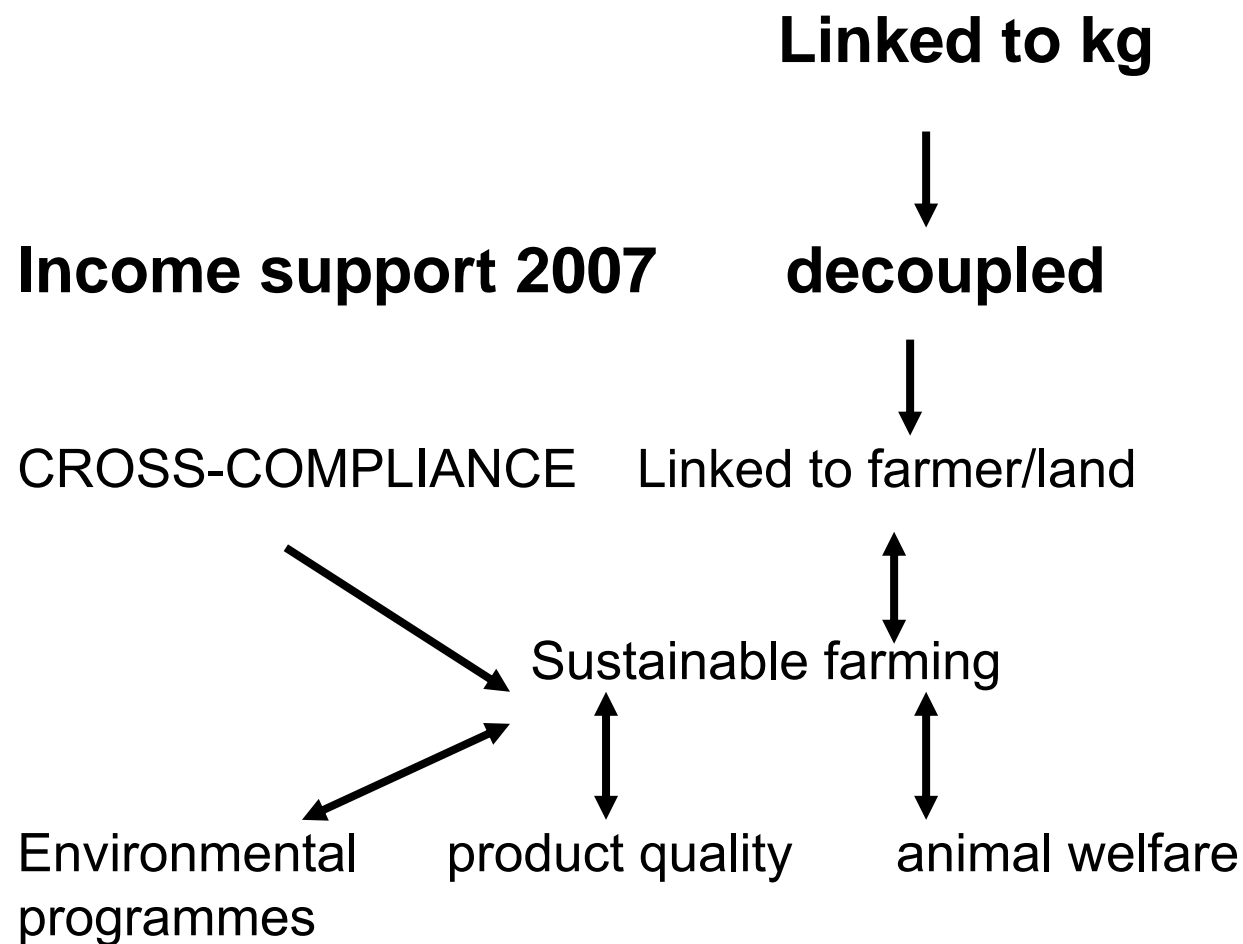 Linked to kg
Income support 2007 decoupled
CROSS-COMPLIANCE Linked to farmer/land
Sustainable farming
Environmental product quality animal welfare
programmes